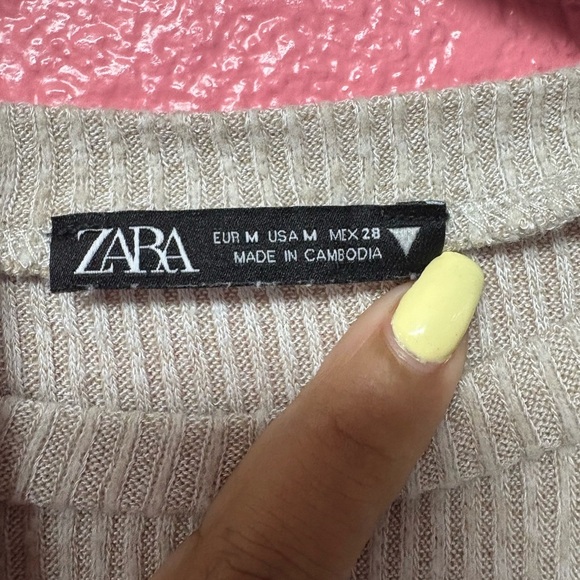 ZARA
EUR M USA M MEX 28
MADE IN CAMBODIA